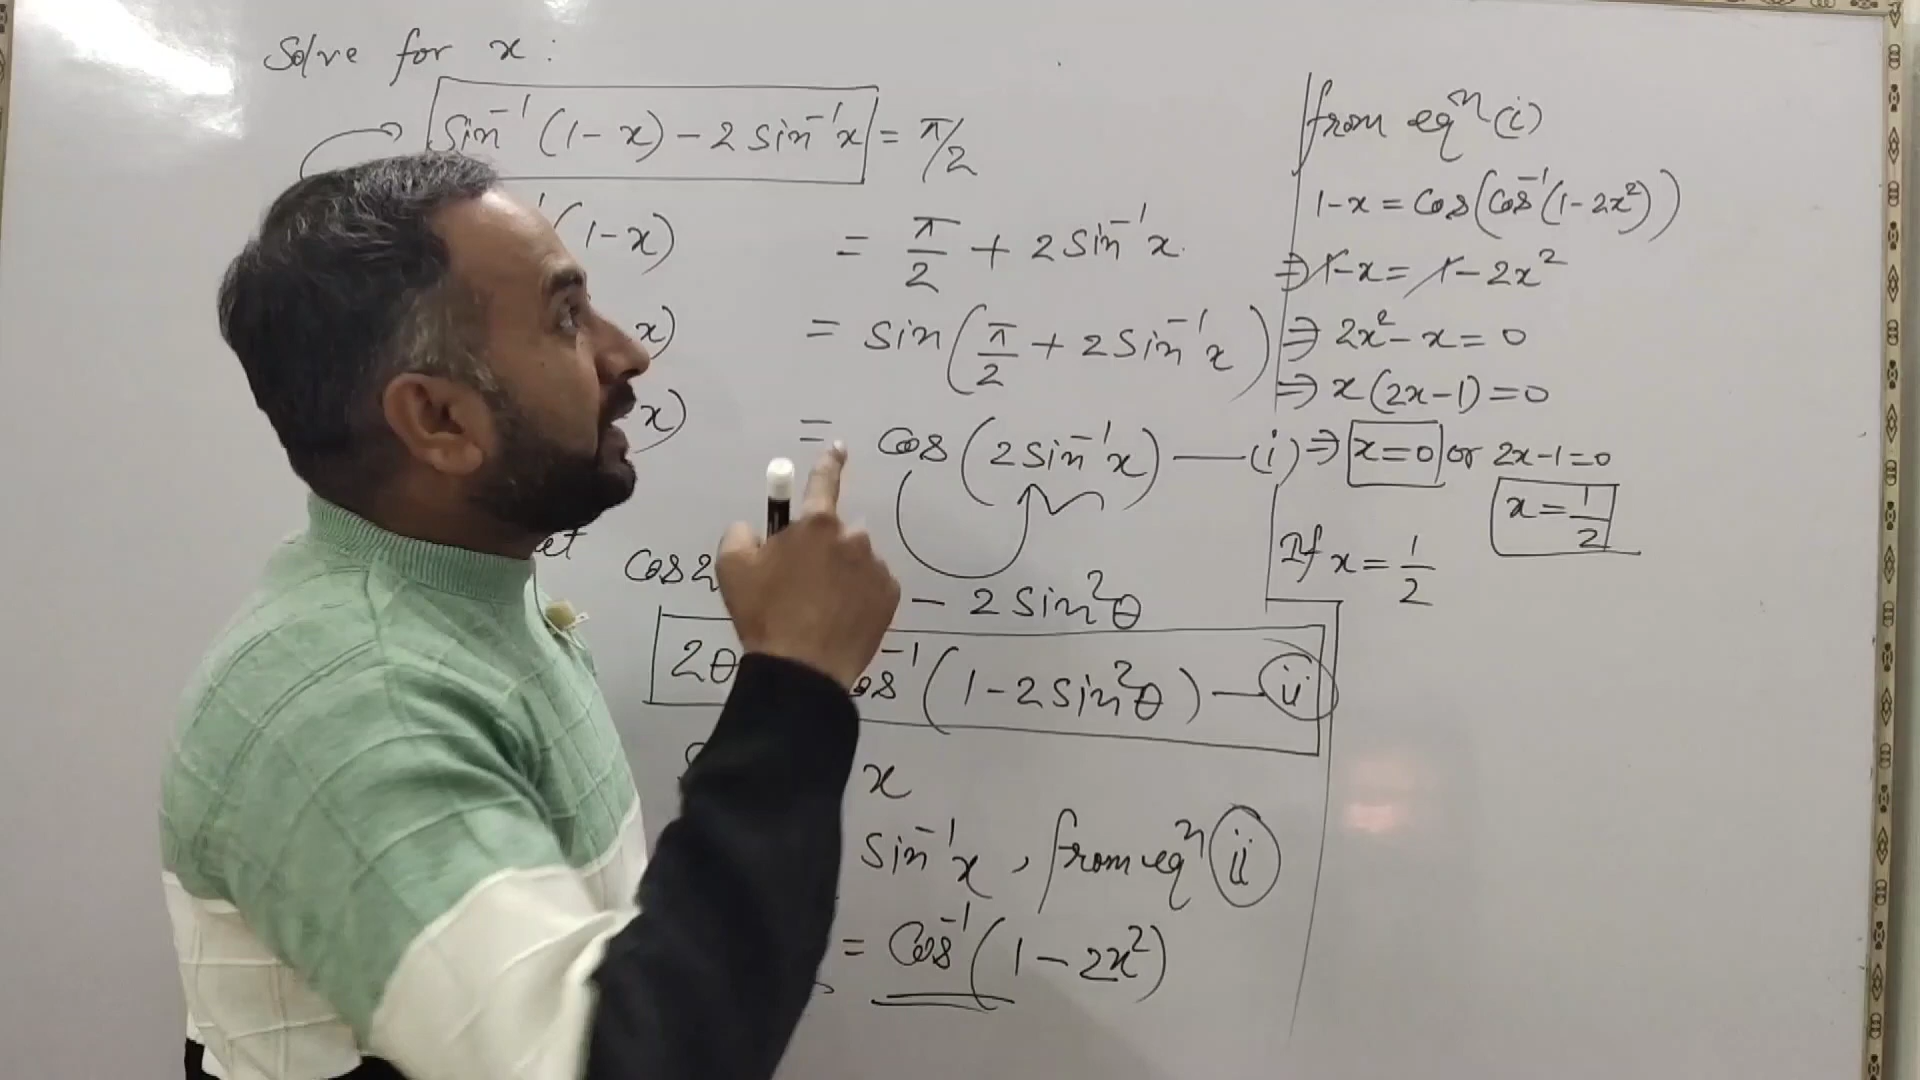 Solve for x :
sin⁻¹(1-x) - 2 sin⁻¹x = π/2
⁻¹(1-x) = π/2 + 2 sin⁻¹x
x) = sin(π/2 + 2 sin⁻¹x)
x) = cos(2 sin⁻¹x) — (i)
et cos2 - 2 sin²θ
2θ cos⁻¹(1-2 sin²θ) — (ii)
x
sin⁻¹x, from eqⁿ (ii)
= cos⁻¹(1-2x²)
from eqⁿ (i)
1-x = cos(cos⁻¹(1-2x²))
⇒ 1-x = 1-2x²
⇒ 2x²-x = 0
⇒ x(2x-1) = 0
⇒ x=0 or 2x-1=0
x = 1/2
If x = 1/2